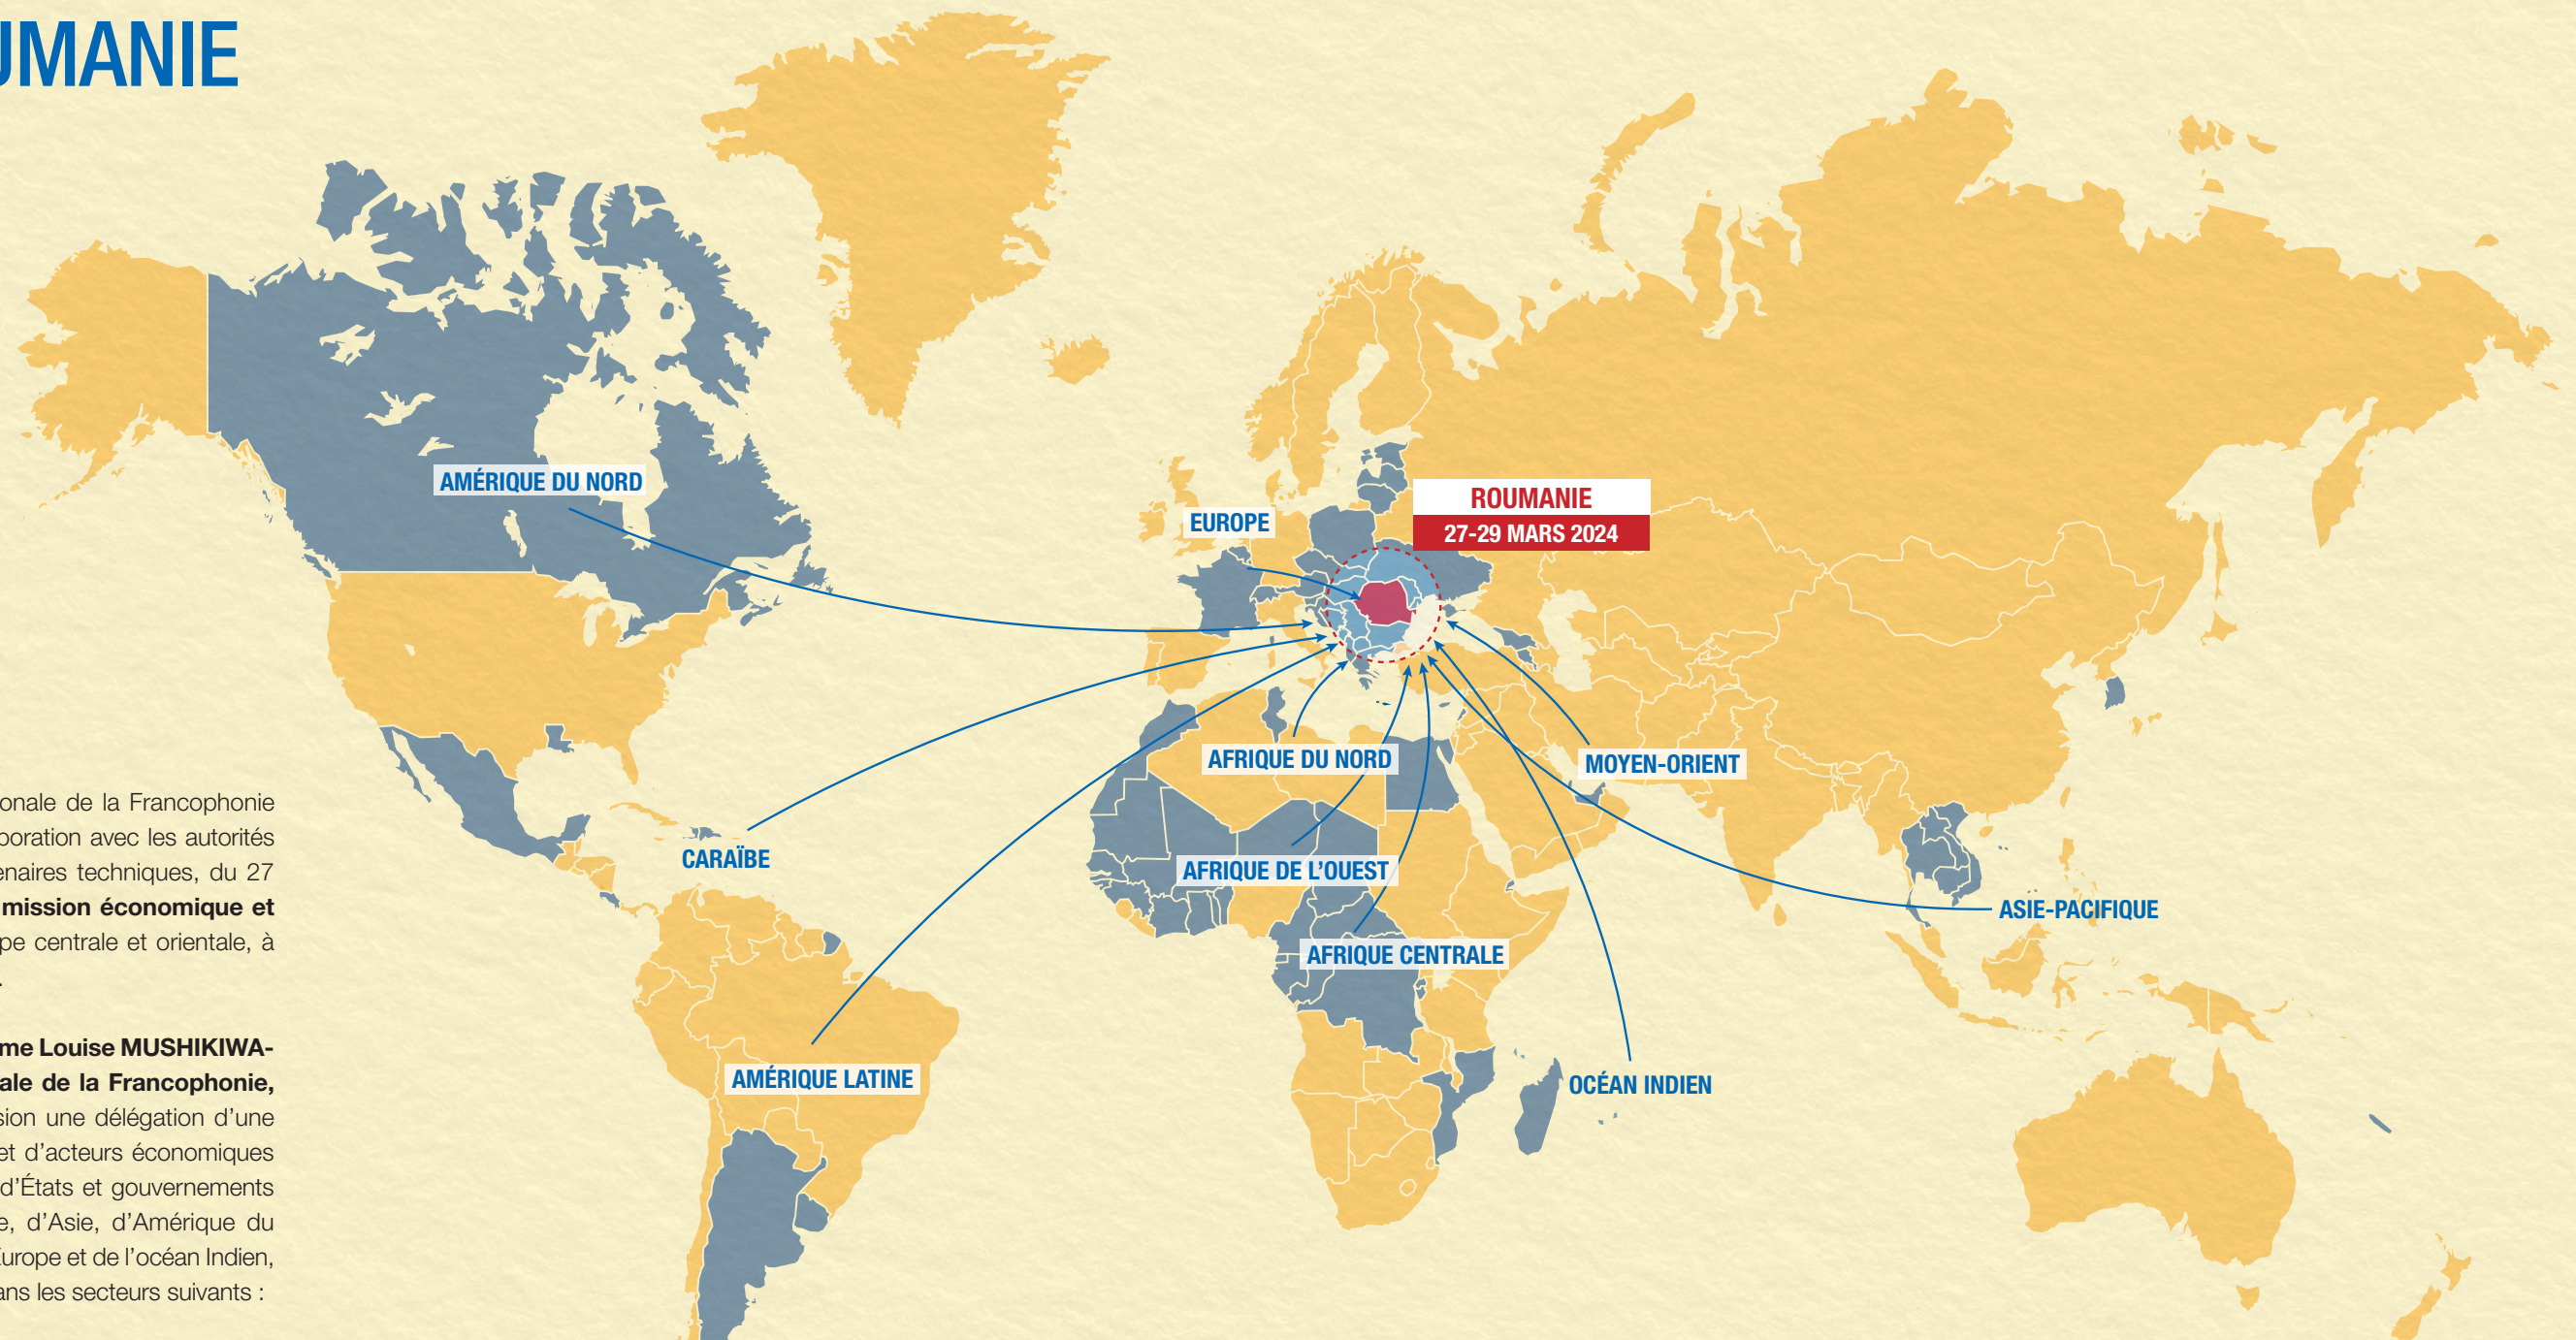 UMANIE
onale de la Francophonie
poration avec les autorités
enaires techniques, du 27
mission économique et
pe centrale et orientale, à
me Louise MUSHIKIWA-
ale de la Francophonie,
sion une délégation d’une
et d’acteurs économiques
d’États et gouvernements
e, d’Asie, d’Amérique du
Europe et de l’océan Indien,
ans les secteurs suivants :
AMÉRIQUE DU NORD
EUROPE
ROUMANIE
27-29 MARS 2024
AFRIQUE DU NORD
MOYEN-ORIENT
CARAÏBE
AFRIQUE DE L’OUEST
ASIE-PACIFIQUE
AFRIQUE CENTRALE
AMÉRIQUE LATINE
OCÉAN INDIEN